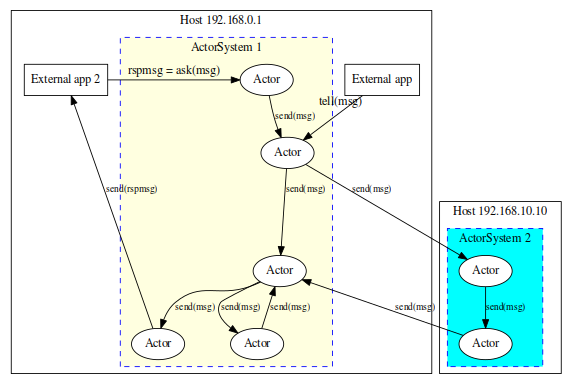 Host 192.168.0.1
ActorSystem 1
External app 2
rspmsg = ask(msg)
Actor
External app
tell(msg)
send(msg)
Actor
send(rspmsg)
send(msg)
send(msg)
Host 192.168.10.10
ActorSystem 2
Actor
Actor
send(msg)
send(msg)
send(msg)
send(msg)
send(msg)
Actor
Actor
Actor